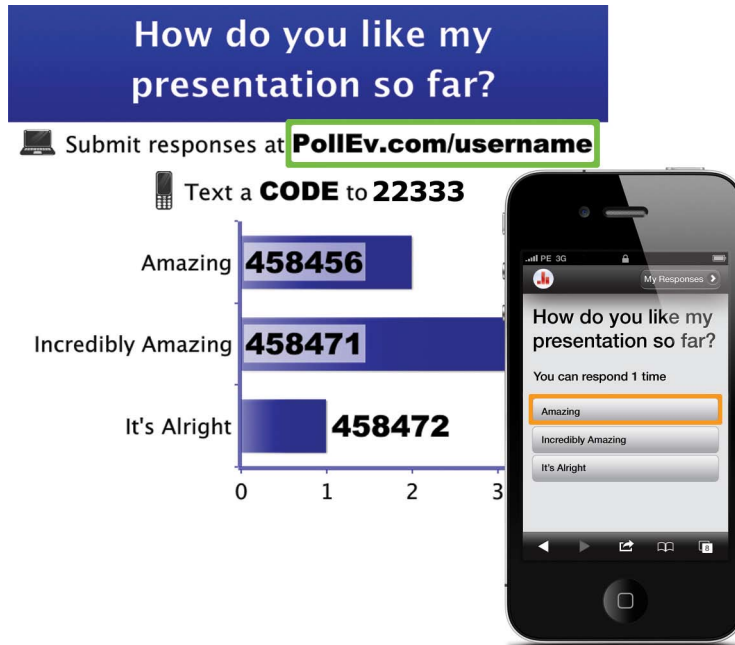 How do you like my
presentation so far?
Submit responses at PollEv.com/username
Text a CODE to 22333
Amazing 458456
Incredibly Amazing 458471
It's Alright 458472
0 1 2 3
PE 3G
My Responses
How do you like my
presentation so far?
You can respond 1 time
Amazing
Incredibly Amazing
It's Alright
8